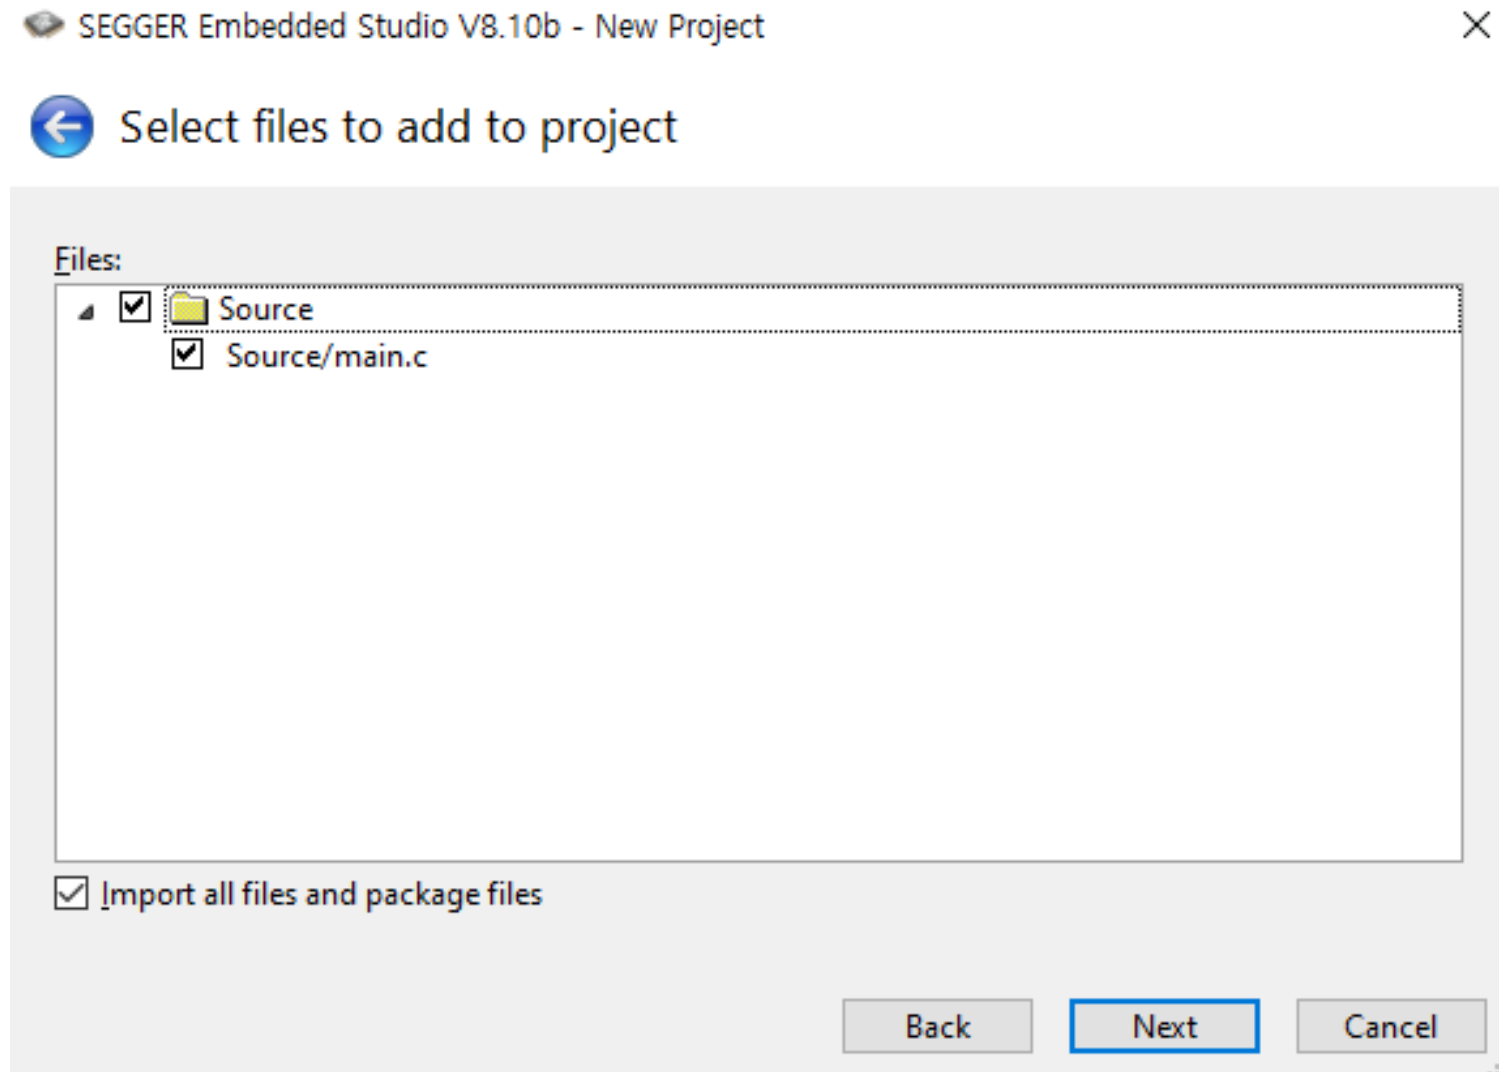 SEGGER Embedded Studio V8.10b - New Project
Select files to add to project
Files:
Source
Source/main.c
Import all files and package files
Back Next Cancel